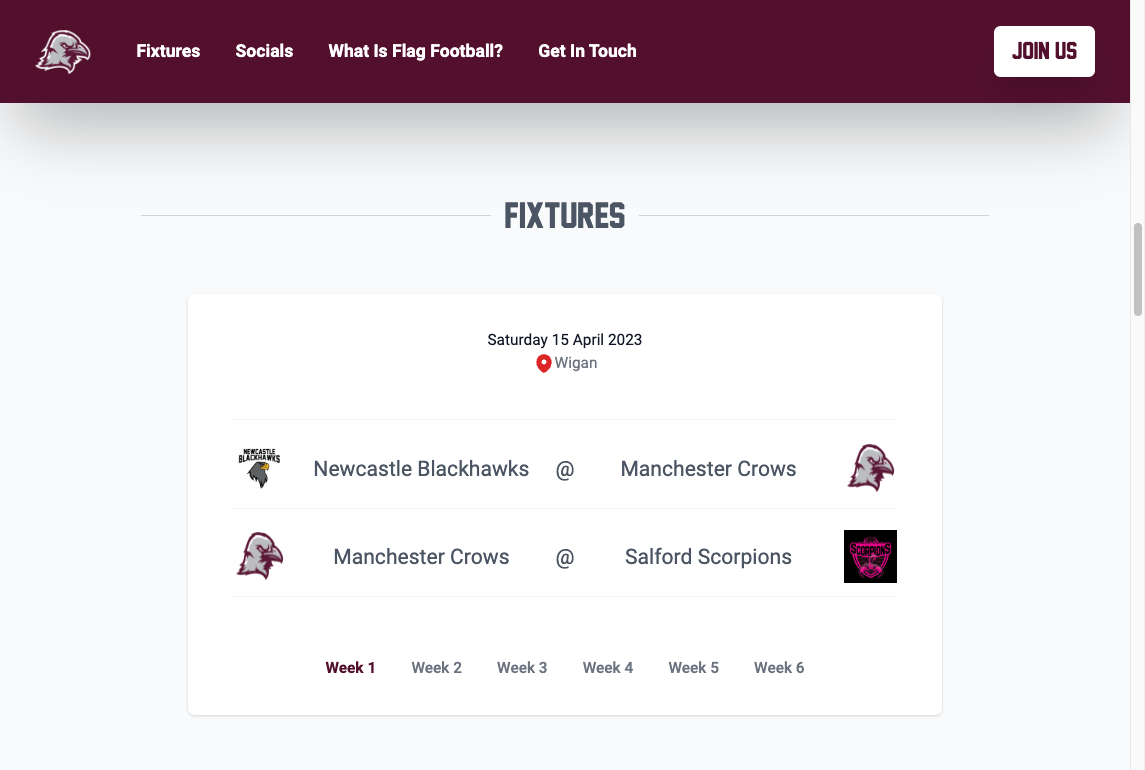 Fixtures Socials What Is Flag Football? Get In Touch JOIN US
FIXTURES
Saturday 15 April 2023
Wigan
NEWCASTLE
BLACKHAWKS
Newcastle Blackhawks @ Manchester Crows
Manchester Crows @ Salford Scorpions
SCORPIONS
Week 1 Week 2 Week 3 Week 4 Week 5 Week 6